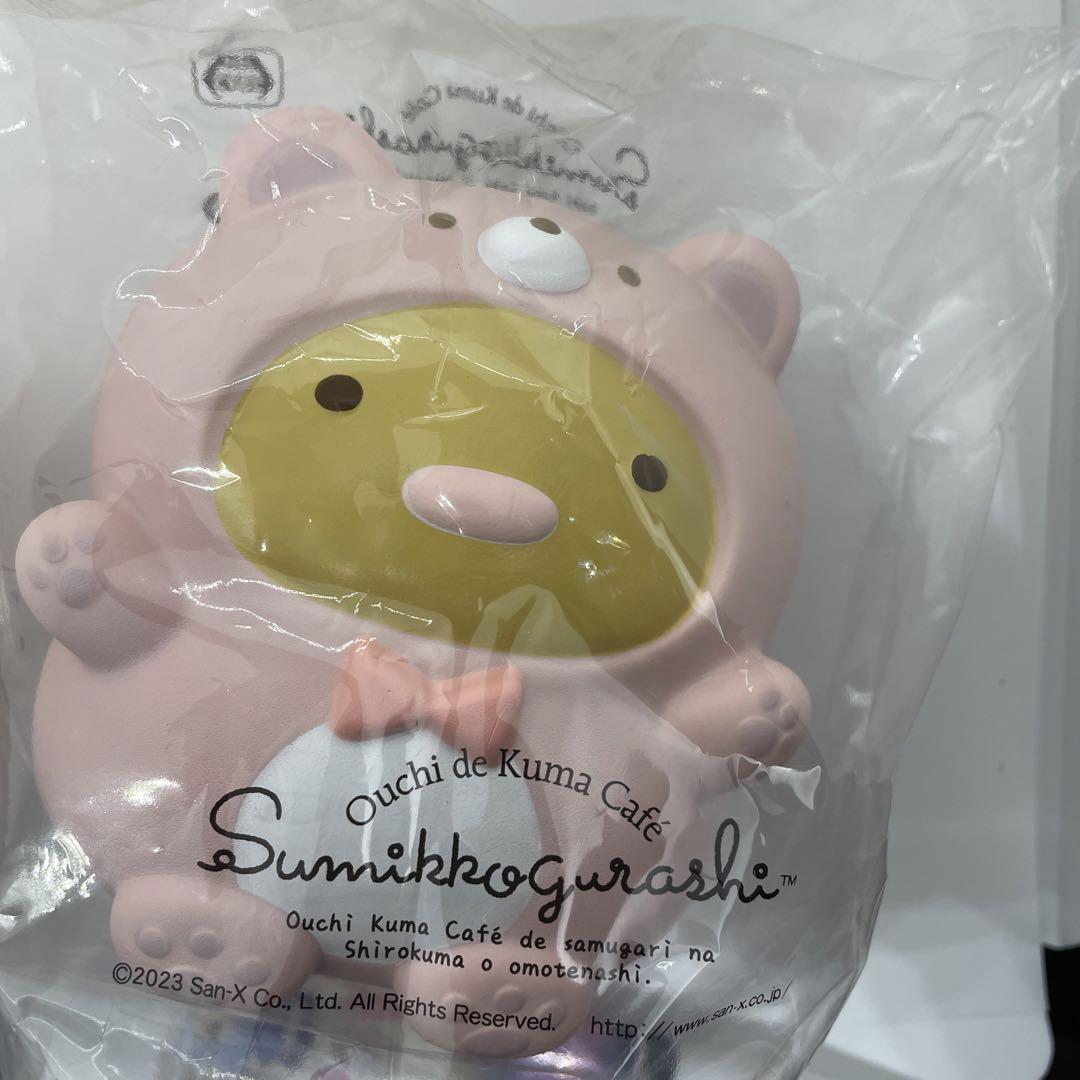 Ouchi de Kuma Café
Sumikkogurashi™
Ouchi Kuma Café de samugari na
Shirokuma o omotenashi.
©2023 San-X Co., Ltd. All Rights Reserved.
http://www.san-x.co.jp/